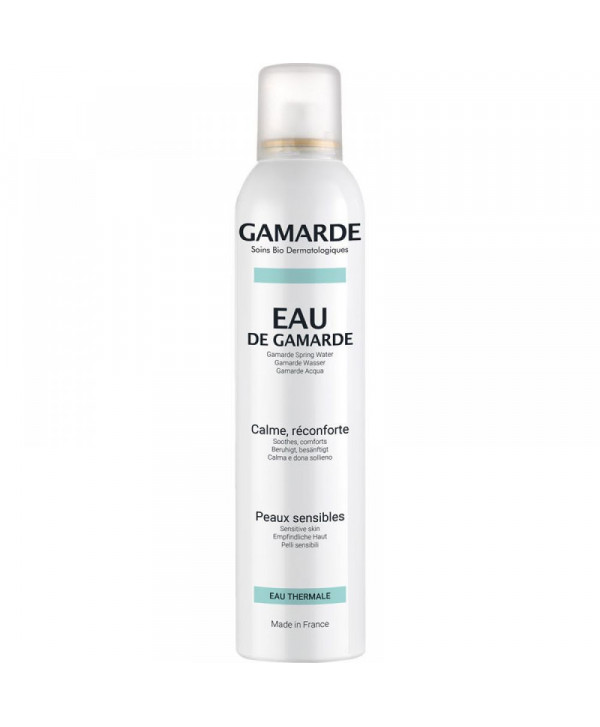 GAMARDE
Soins Bio Dermatologiques
EAU
DE GAMARDE
Gamarde Spring Water
Gamarde Wasser
Gamarde Acqua
Calme, réconforte
Soothes, comforts
Beruhigt, besänftigt
Calma e dona sollieno
Peaux sensibles
Sensitive skin
Empfindliche Haut
Pelli sensibili
EAU THERMALE
Made in France